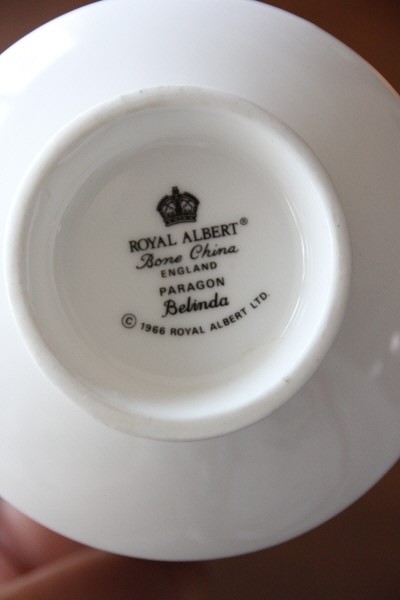 ROYAL ALBERT®
Bone China
ENGLAND
PARAGON
Belinda
© 1966 ROYAL ALBERT LTD.